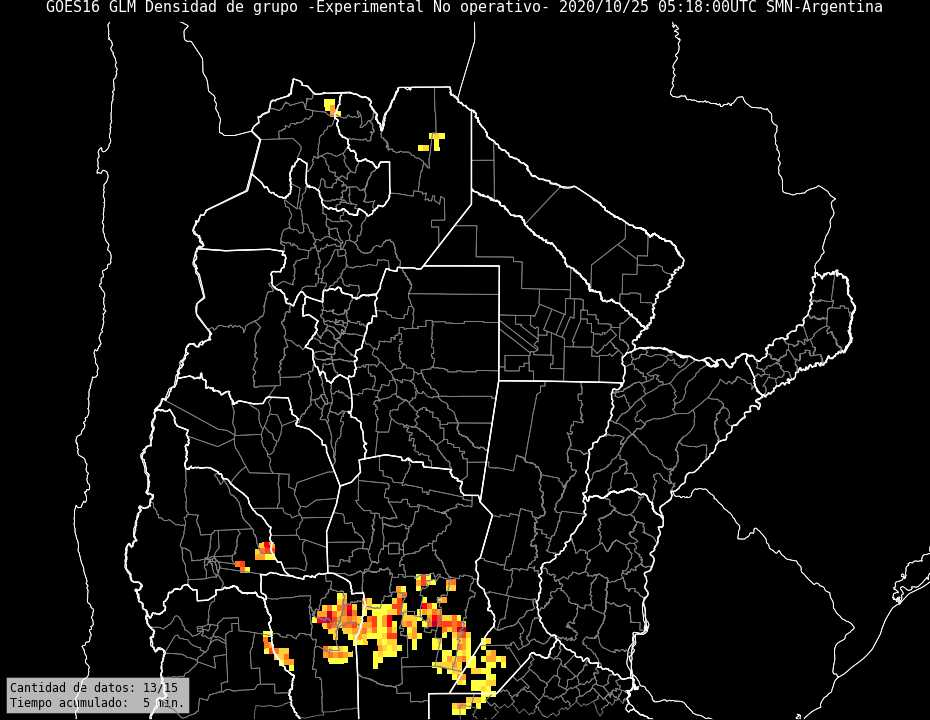 GOES16 GLM Densidad de grupo -Experimental No operativo- 2020/10/25 05:18:00UTC SMN-Argentina
Cantidad de datos: 13/15
Tiempo acumulado:  5 min.